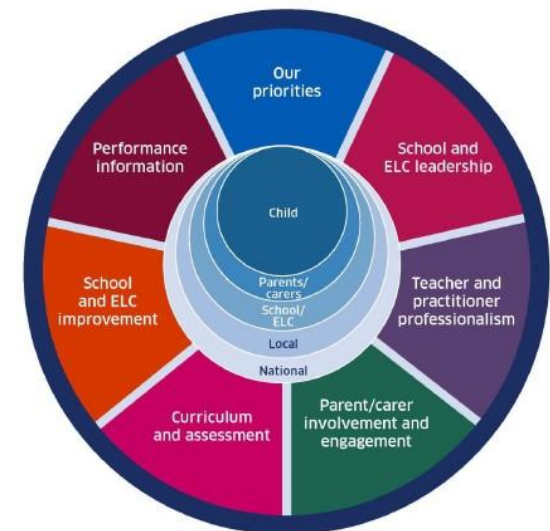 Our
priorities
School and
ELC leadership
Teacher and
practitioner
professionalism
Parent/carer
involvement and
engagement
Curriculum
and assessment
School
and ELC
improvement
Performance
information
Child
Parents/
carers
School/
ELC
Local
National